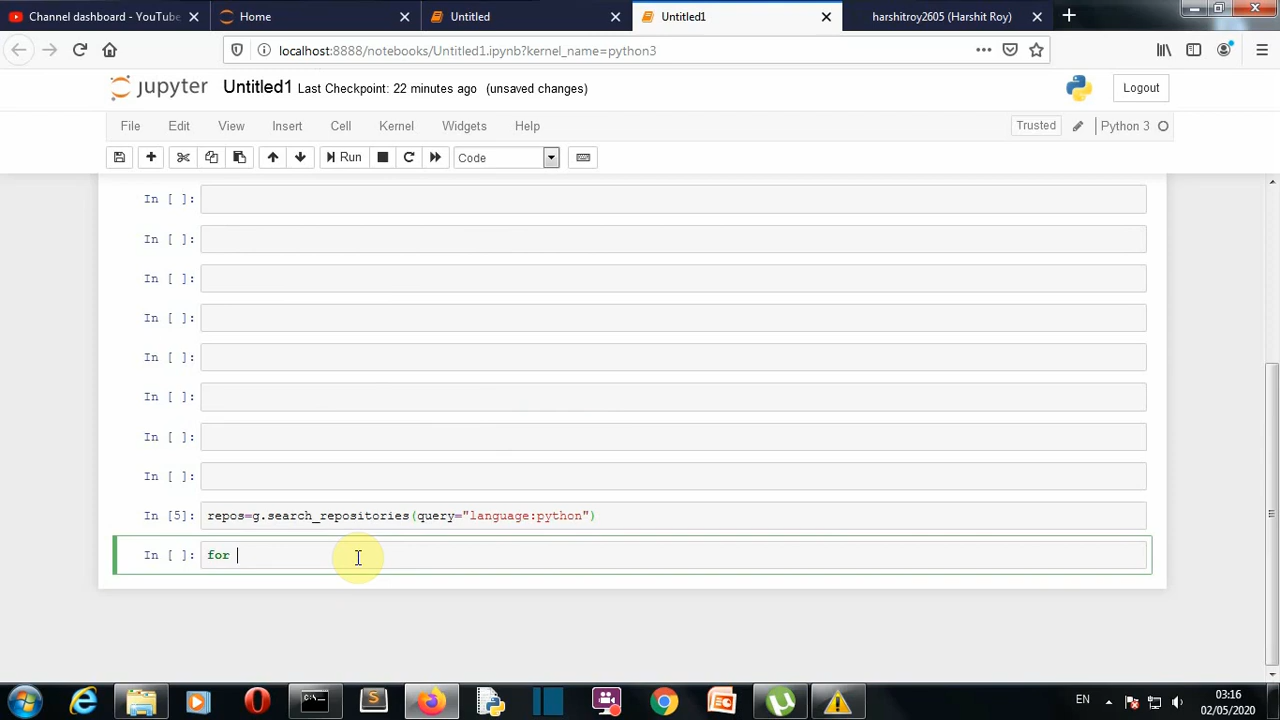 Channel dashboard - YouTube
Home
Untitled
Untitled1
harshitroy2605 (Harshit Roy)
localhost:8888/notebooks/Untitled1.ipynb?kernel_name=python3
jupyter Untitled1 Last Checkpoint: 22 minutes ago (unsaved changes)
Logout
File Edit View Insert Cell Kernel Widgets Help
Trusted Python 3
Run Code
In [ ]:
In [ ]:
In [ ]:
In [ ]:
In [ ]:
In [ ]:
In [ ]:
In [ ]:
In [5]: repos=g.search_repositories(query="language:python")
In [ ]: for
EN
03:16
02/05/2020